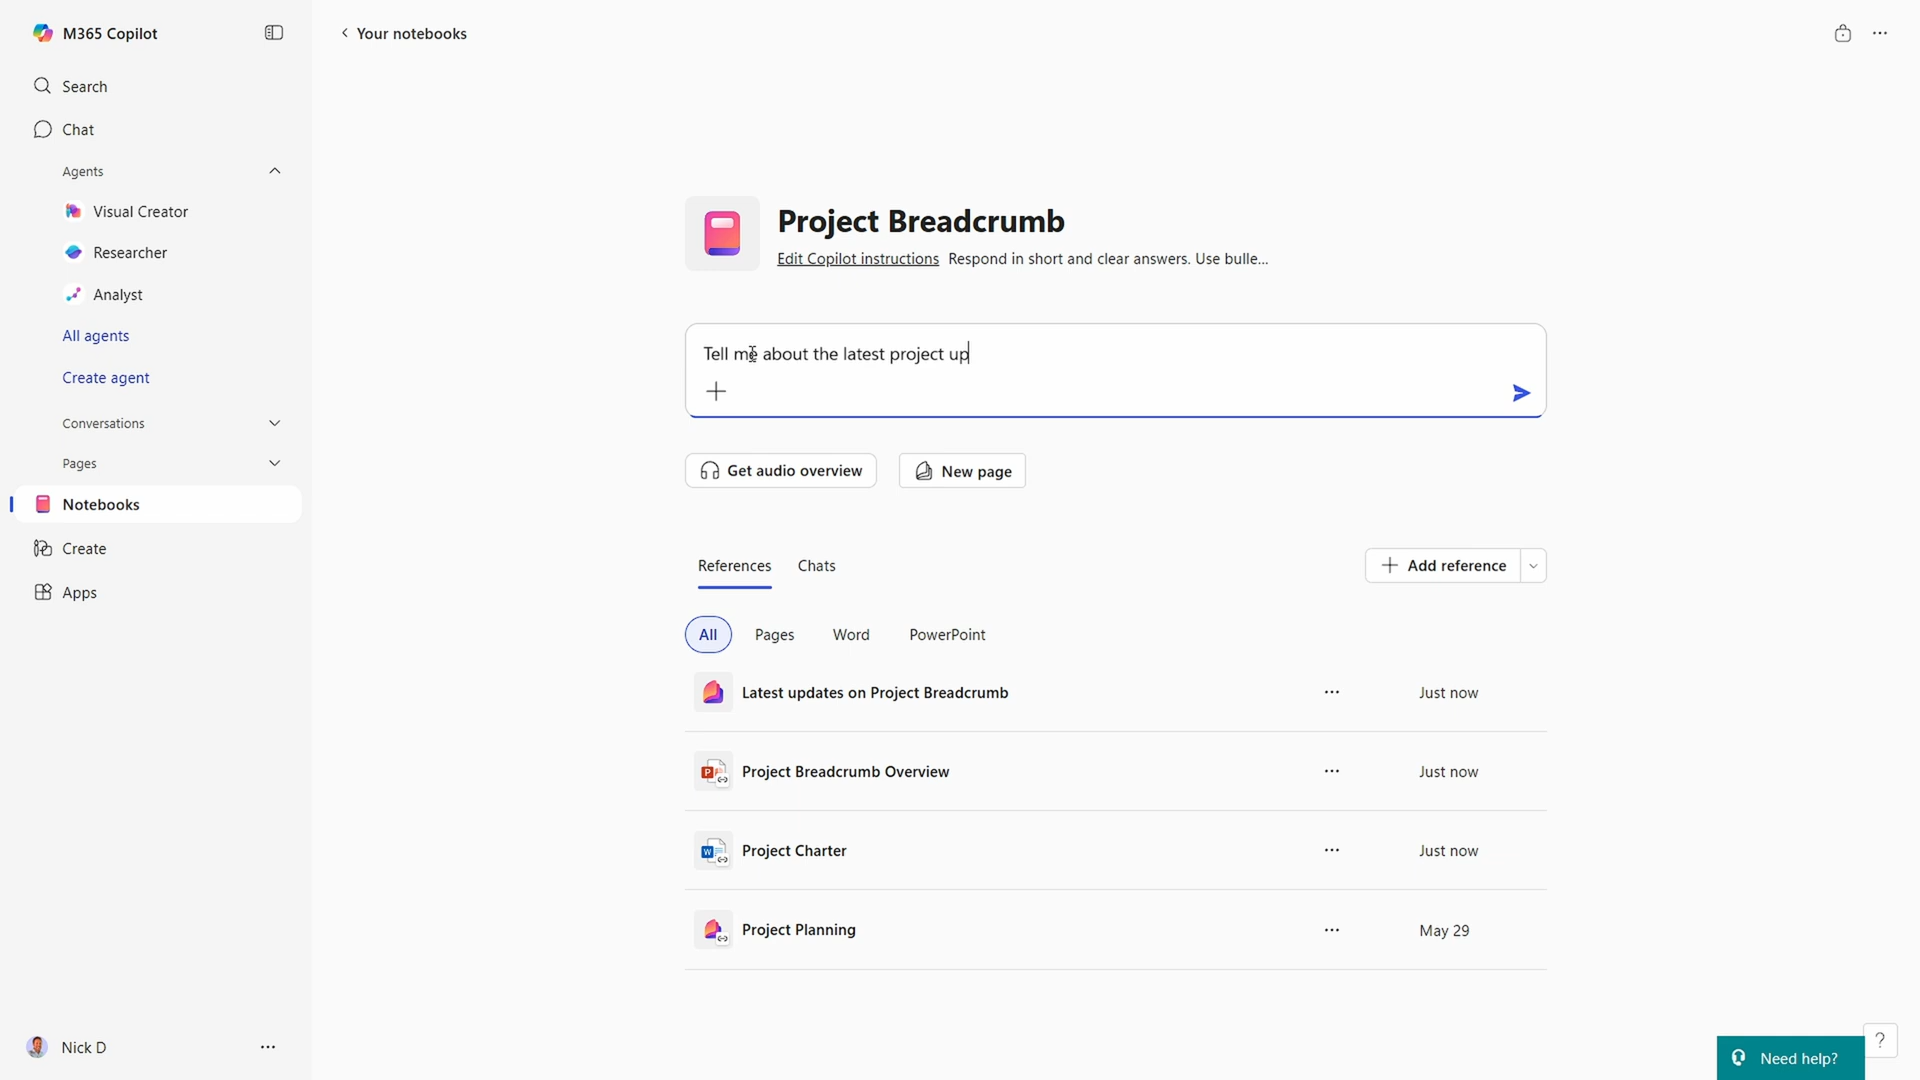 M365 Copilot
Search
Chat
Agents
Visual Creator
Researcher
Analyst
All agents
Create agent
Conversations
Pages
Notebooks
Create
Apps
Nick D
Your notebooks
Project Breadcrumb
Edit Copilot instructions Respond in short and clear answers. Use bulle...
Tell me about the latest project up
Get audio overview
New page
References
Chats
Add reference
All
Pages
Word
PowerPoint
Latest updates on Project Breadcrumb
Just now
Project Breadcrumb Overview
Just now
Project Charter
Just now
Project Planning
May 29
Need help?
?